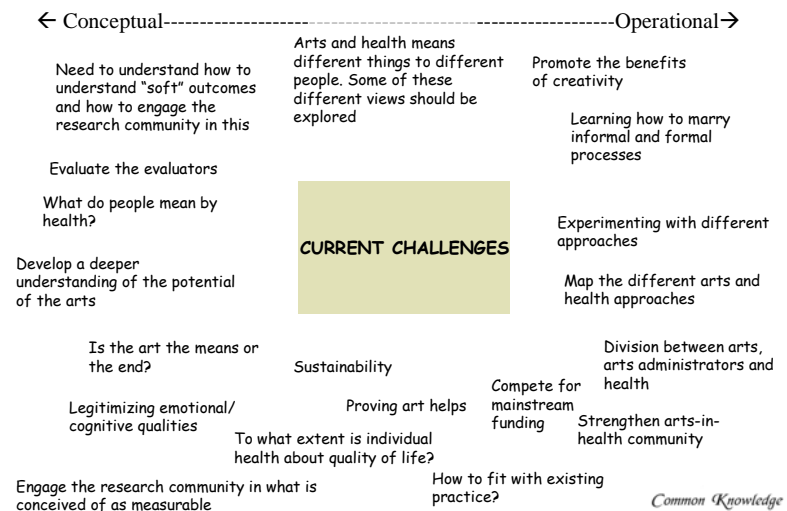 ← Conceptual------------------------------------------------------------------Operational→
Arts and health means
different things to different
people. Some of these
different views should be
explored
Need to understand how to
understand “soft” outcomes
and how to engage the
research community in this
Promote the benefits
of creativity
Learning how to marry
informal and formal
processes
Evaluate the evaluators
What do people mean by
health?
CURRENT CHALLENGES
Experimenting with different
approaches
Develop a deeper
understanding of the potential
of the arts
Map the different arts and
health approaches
Is the art the means or
the end?
Sustainability
Division between arts,
arts administrators and
health
Legitimizing emotional/
cognitive qualities
Proving art helps
Compete for
mainstream
funding
Strengthen arts-in-
health community
To what extent is individual
health about quality of life?
Engage the research community in what is
conceived of as measurable
How to fit with existing
practice?
Common Knowledge